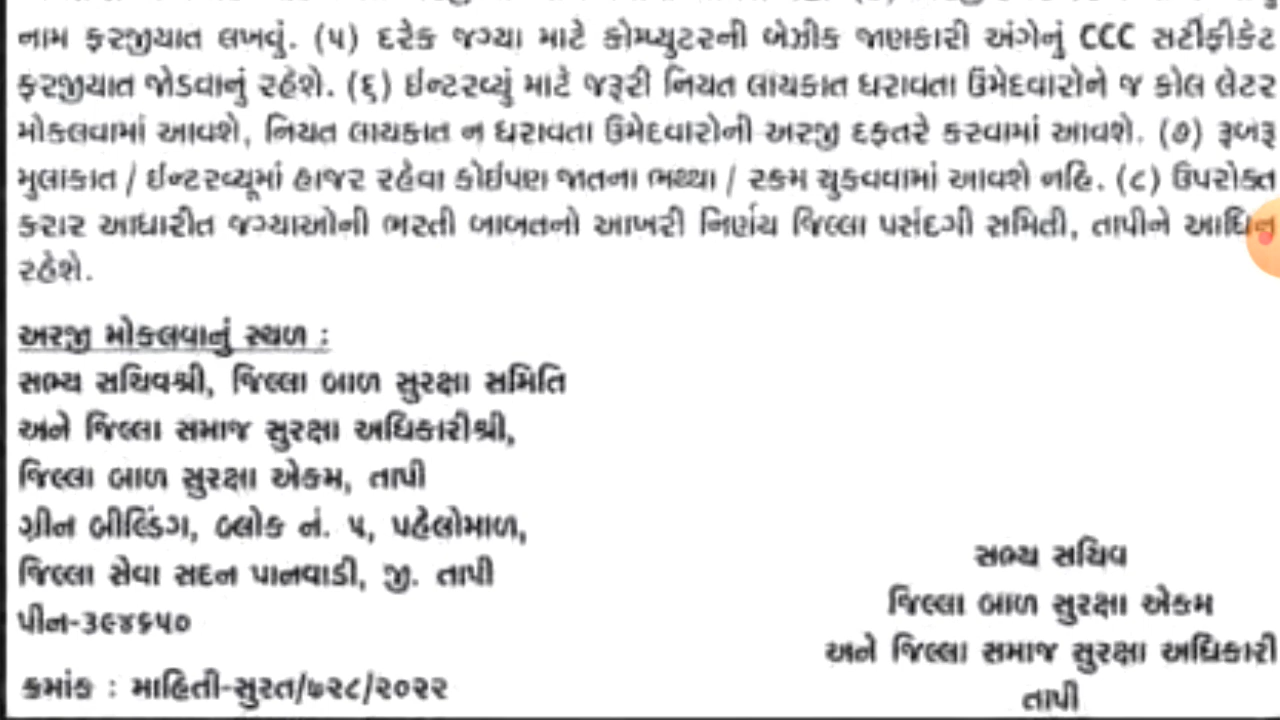 નામ ફરજીયાત લખવું. (૫) દરેક જગ્યા માટે કોમ્પ્યુટરની બેઝીક જાણકારી અંગેનું CCC સર્ટીફીકેટ
ફરજીયાત જોડવાનું રહેશે. (૬) ઇન્ટરવ્યું માટે જરૂરી નિયત લાયકાત ધરાવતા ઉમેદવારોને જ કોલ લેટર
મોકલવામાં આવશે, નિયત લાયકાત ન ધરાવતા ઉમેદવારોની અરજી દફતરે કરવામાં આવશે. (૭) રૂબરૂ
મુલાકાત / ઈન્ટરવ્યૂમાં હાજર રહેવા કોઈપણ જાતના ભથ્થા / રકમ ચુકવવામાં આવશે નહિ. (૮) ઉપરોક્ત
કરાર આધારીત જગ્યાઓની ભરતી બાબતનો આખરી નિર્ણય જિલ્લા પસંદગી સમિતી, તાપીને આધિન
રહેશે.
અરજી મોકલવાનું સ્થળ :
સભ્ય સચિવશ્રી, જિલ્લા બાળ સુરક્ષા સમિતિ
અને જિલ્લા સમાજ સુરક્ષા અધિકારીશ્રી,
જિલ્લા બાળ સુરક્ષા એકમ, તાપી
ગ્રીન બીલ્ડિંગ, બ્લોક નં. ૫, પહેલોમાળ,
જિલ્લા સેવા સદન પાનવાડી, જી. તાપી
પીન-૩૯૪૬૫૦
ક્રમાંક : માહિતી-સુરત/૭૨૮/૨૦૨૨
સભ્ય સચિવ
જિલ્લા બાળ સુરક્ષા એકમ
અને જિલ્લા સમાજ સુરક્ષા અધિકારી
તાપી